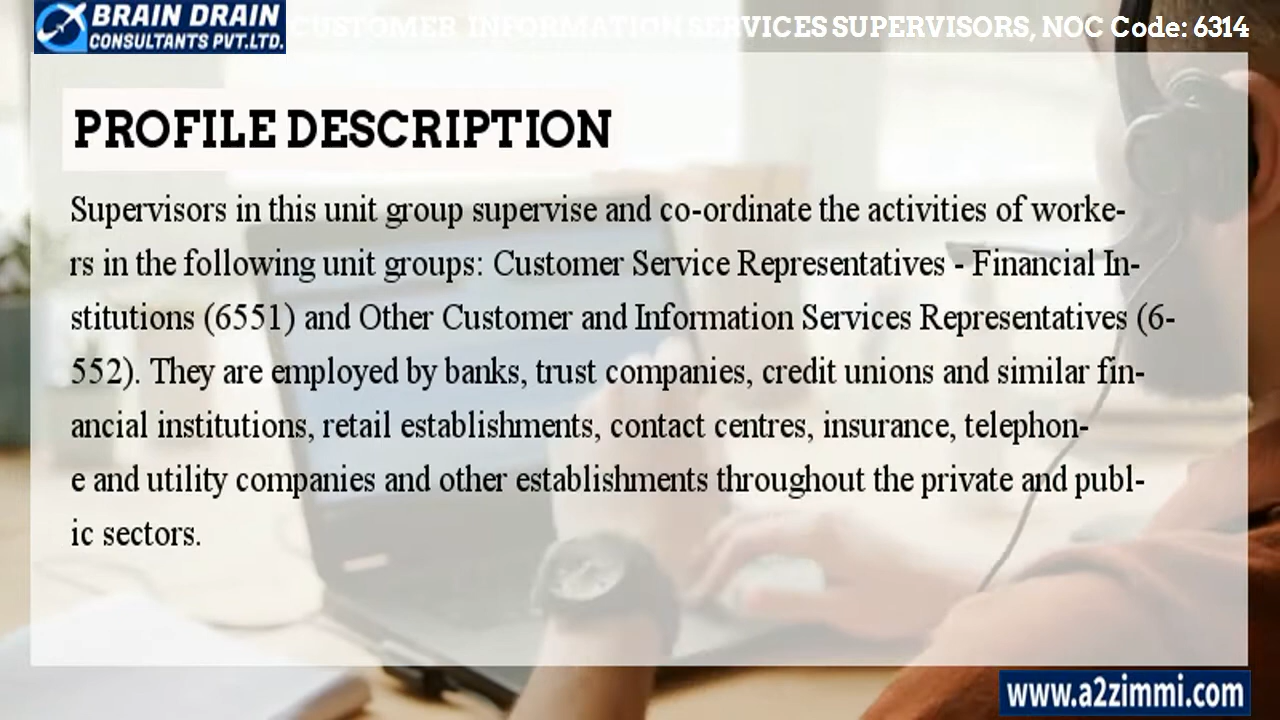 BRAIN DRAIN
CONSULTANTS PVT.LTD.
CUSTOMER INFORMATION SERVICES SUPERVISORS, NOC Code: 6314
PROFILE DESCRIPTION
Supervisors in this unit group supervise and co-ordinate the activities of worke-
rs in the following unit groups: Customer Service Representatives - Financial In-
stitutions (6551) and Other Customer and Information Services Representatives (6-
552). They are employed by banks, trust companies, credit unions and similar fin-
ancial institutions, retail establishments, contact centres, insurance, telephon-
e and utility companies and other establishments throughout the private and publ-
ic sectors.
www.a2zimmi.com